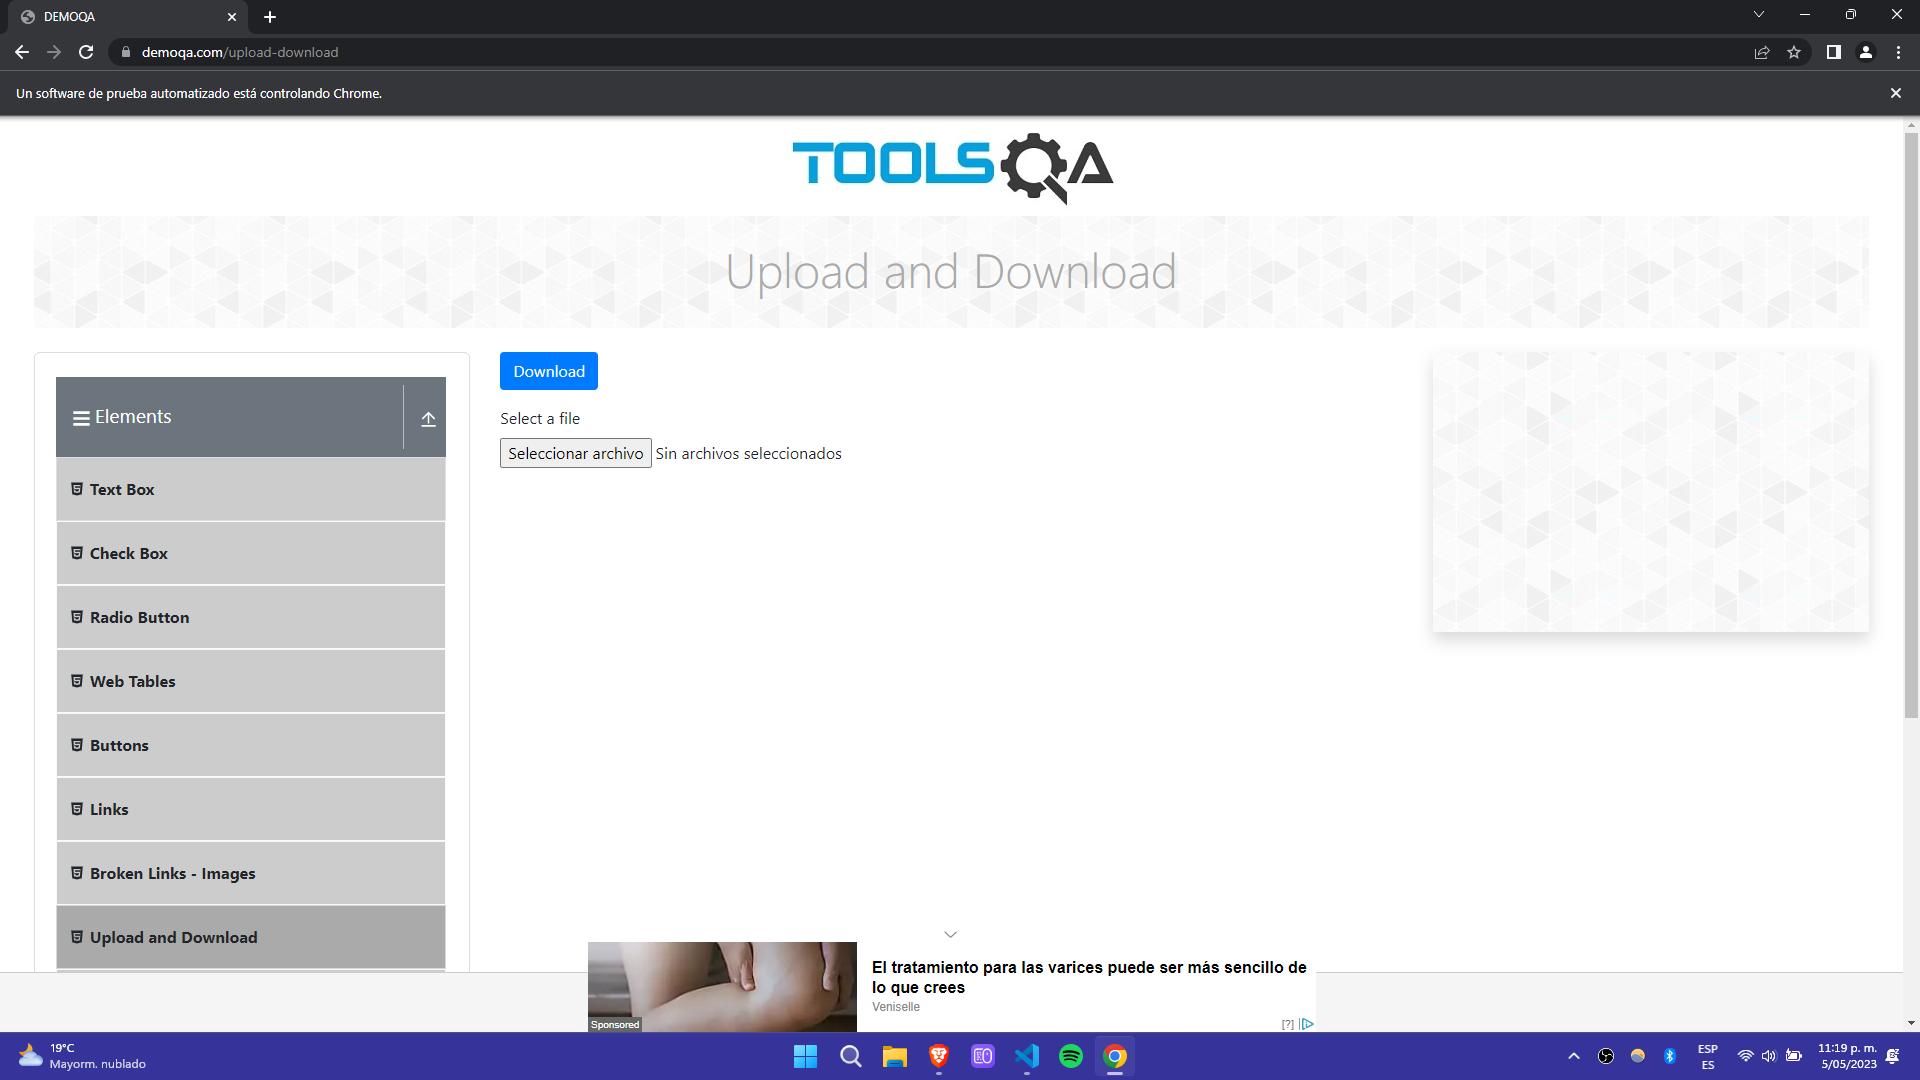 DEMOQA
demoqa.com/upload-download
Un software de prueba automatizado está controlando Chrome.
TOOLSQA
Upload and Download
Elements
Text Box
Check Box
Radio Button
Web Tables
Buttons
Links
Broken Links - Images
Upload and Download
Download
Select a file
Seleccionar archivo Sin archivos seleccionados
El tratamiento para las varices puede ser más sencillo de
lo que crees
Veniselle
Sponsored
[?]
19°C
Mayorm. nublado
ESP
ES
11:19 p. m.
5/05/2023